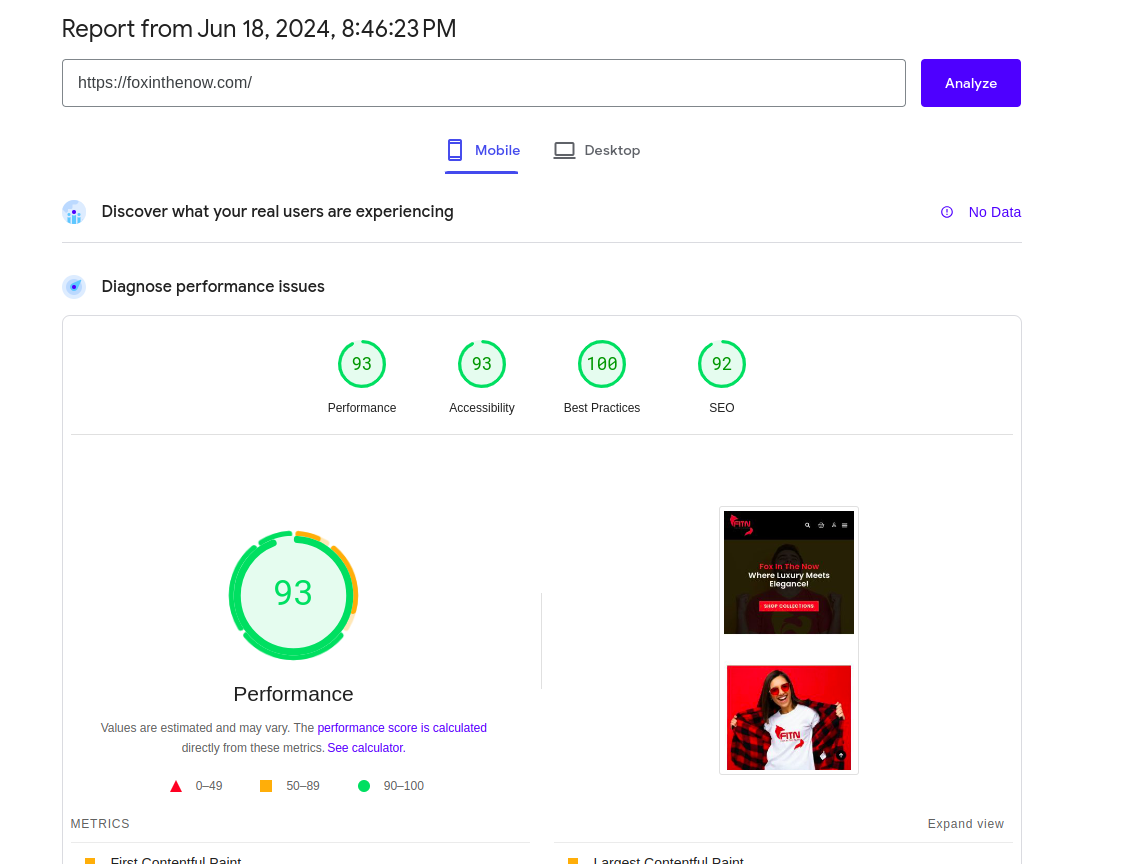 Report from Jun 18, 2024, 8:46:23 PM
https://foxinthenow.com/
Analyze
Mobile
Desktop
Discover what your real users are experiencing
No Data
Diagnose performance issues
93
93
100
92
Performance
Accessibility
Best Practices
SEO
FITN
Fox In The Now
Where Luxury Meets
Elegance!
SHOP COLLECTIONS
93
FITN
Performance
Values are estimated and may vary. The performance score is calculated
directly from these metrics. See calculator.
0–49
50–89
90–100
METRICS
Expand view
First Contentful Paint
Largest Contentful Paint